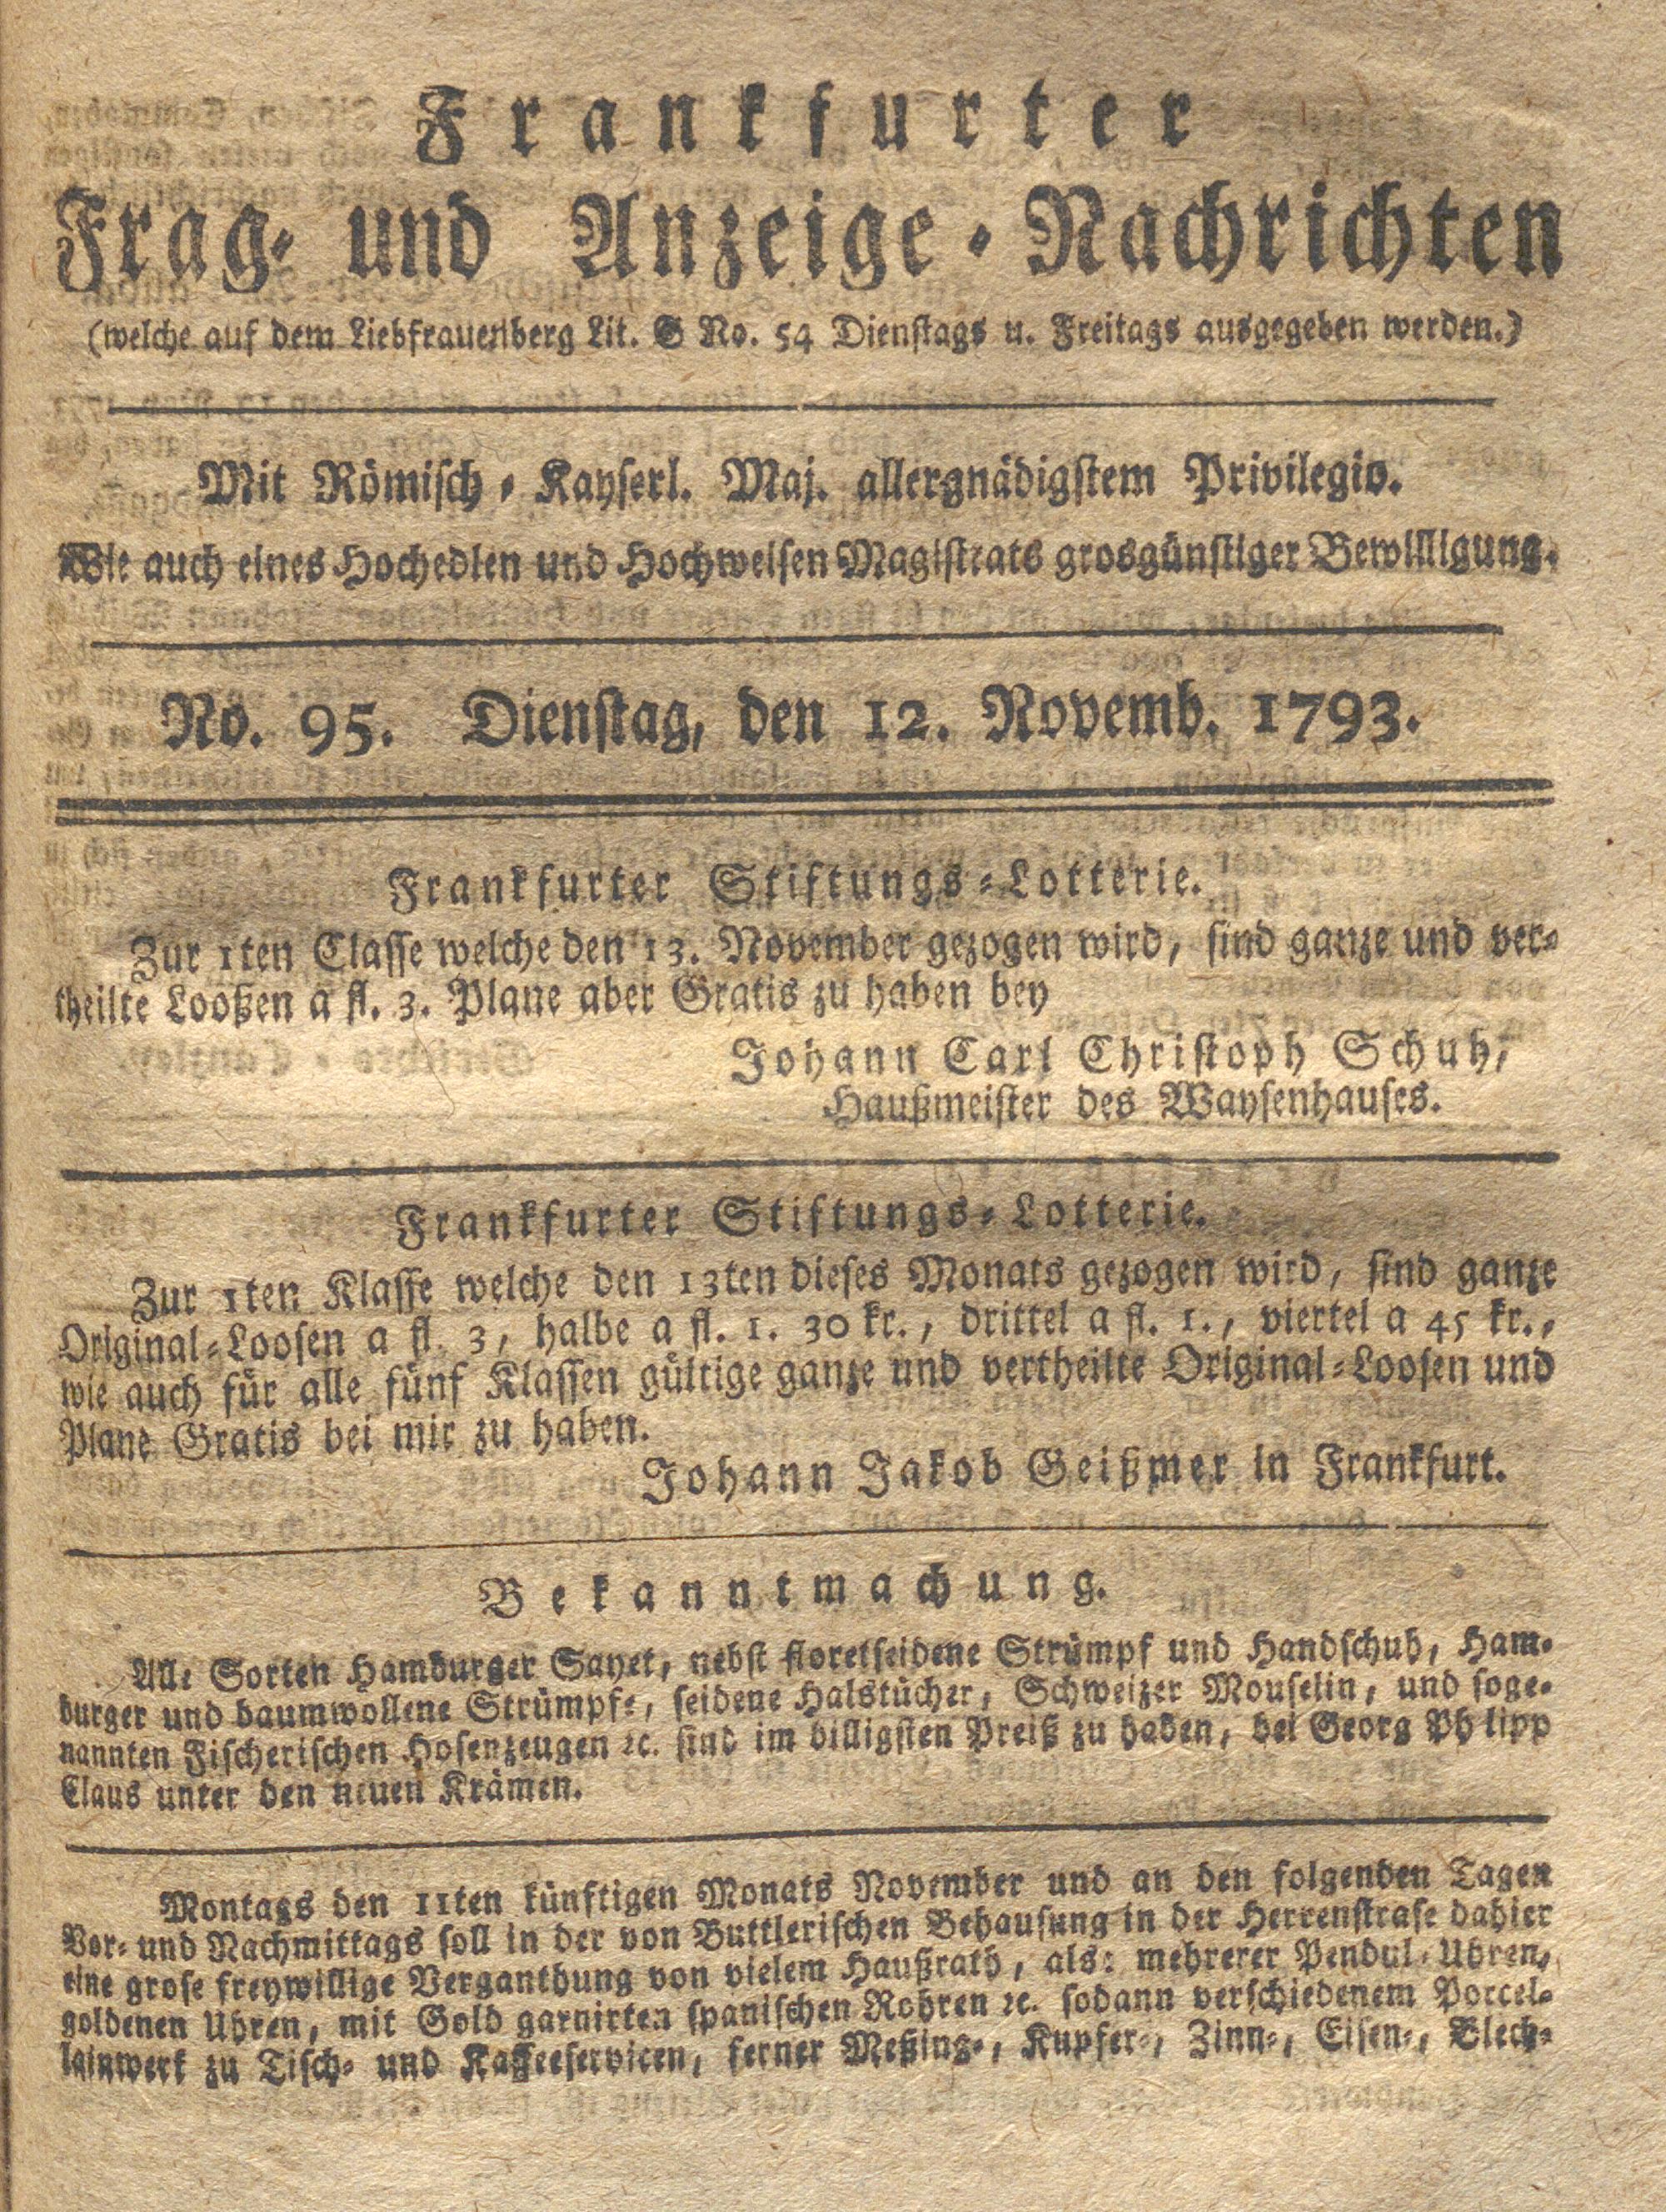 Frankfurter
Frag- und Anzeige-Nachrichten
(welche auf dem Liebfrauenberg Lit. G No. 54 Dienstags u. Freitags ausgegeben werden.)
Mit Römisch-Kayserl. Maj. allergnädigstem Privilegio.
Wie auch eines Hochedlen und Hochweisen Magistrats grosgünstiger Bewilligung.
No. 95. Dienstag, den 12. Novemb. 1793.
Frankfurter Stiftungs-Lotterie.
Zur 1ten Classe welche den 13. November gezogen wird, sind ganze und ver-
theilte Looßen a fl. 3. Plane aber Gratis zu haben bey
Johann Carl Christoph Schuh,
Haußmeister des Waysenhauses.
Frankfurter Stiftungs-Lotterie.
Zur 1ten Klasse welche den 13ten dieses Monats gezogen wird, sind ganze
Original-Loosen a fl. 3, halbe a fl. 1. 30 kr., drittel a fl. 1., viertel a 45 kr.,
wie auch für alle fünf Klassen gültige ganze und vertheilte Original-Loosen und
Plane Gratis bei mir zu haben.
Johann Jakob Geißmer in Frankfurt.
Bekanntmachung.
Alle Sorten Hamburger Sayet, nebst floretseidene Strümpf und Handschuh, Ham-
burger und baumwollene Strümpfe, seidene Halstücher, Schweizer Mouselin, und soge-
nannten Fischerischen Hosenzeugen ꝛc. sind im billigsten Preiß zu haben, bei Georg Philipp
Claus unter den neuen Krämen.
Montags den 11ten künftigen Monats November und an den folgenden Tagen
Vor- und Nachmittags soll in der von Buttlerischen Behausung in der Herrenstrase dahier
eine grose freywillige Verganthung von vielem Haußrath, als: mehrerer Pendul-Uhren,
goldenen Uhren, mit Gold garnirten spanischen Rohren ꝛc. sodann verschiedenem Porcel-
lainwerk zu Tisch- und Kaffeeservicen, ferner Meßing-, Kupfer-, Zinn-, Eisen-, Blech-